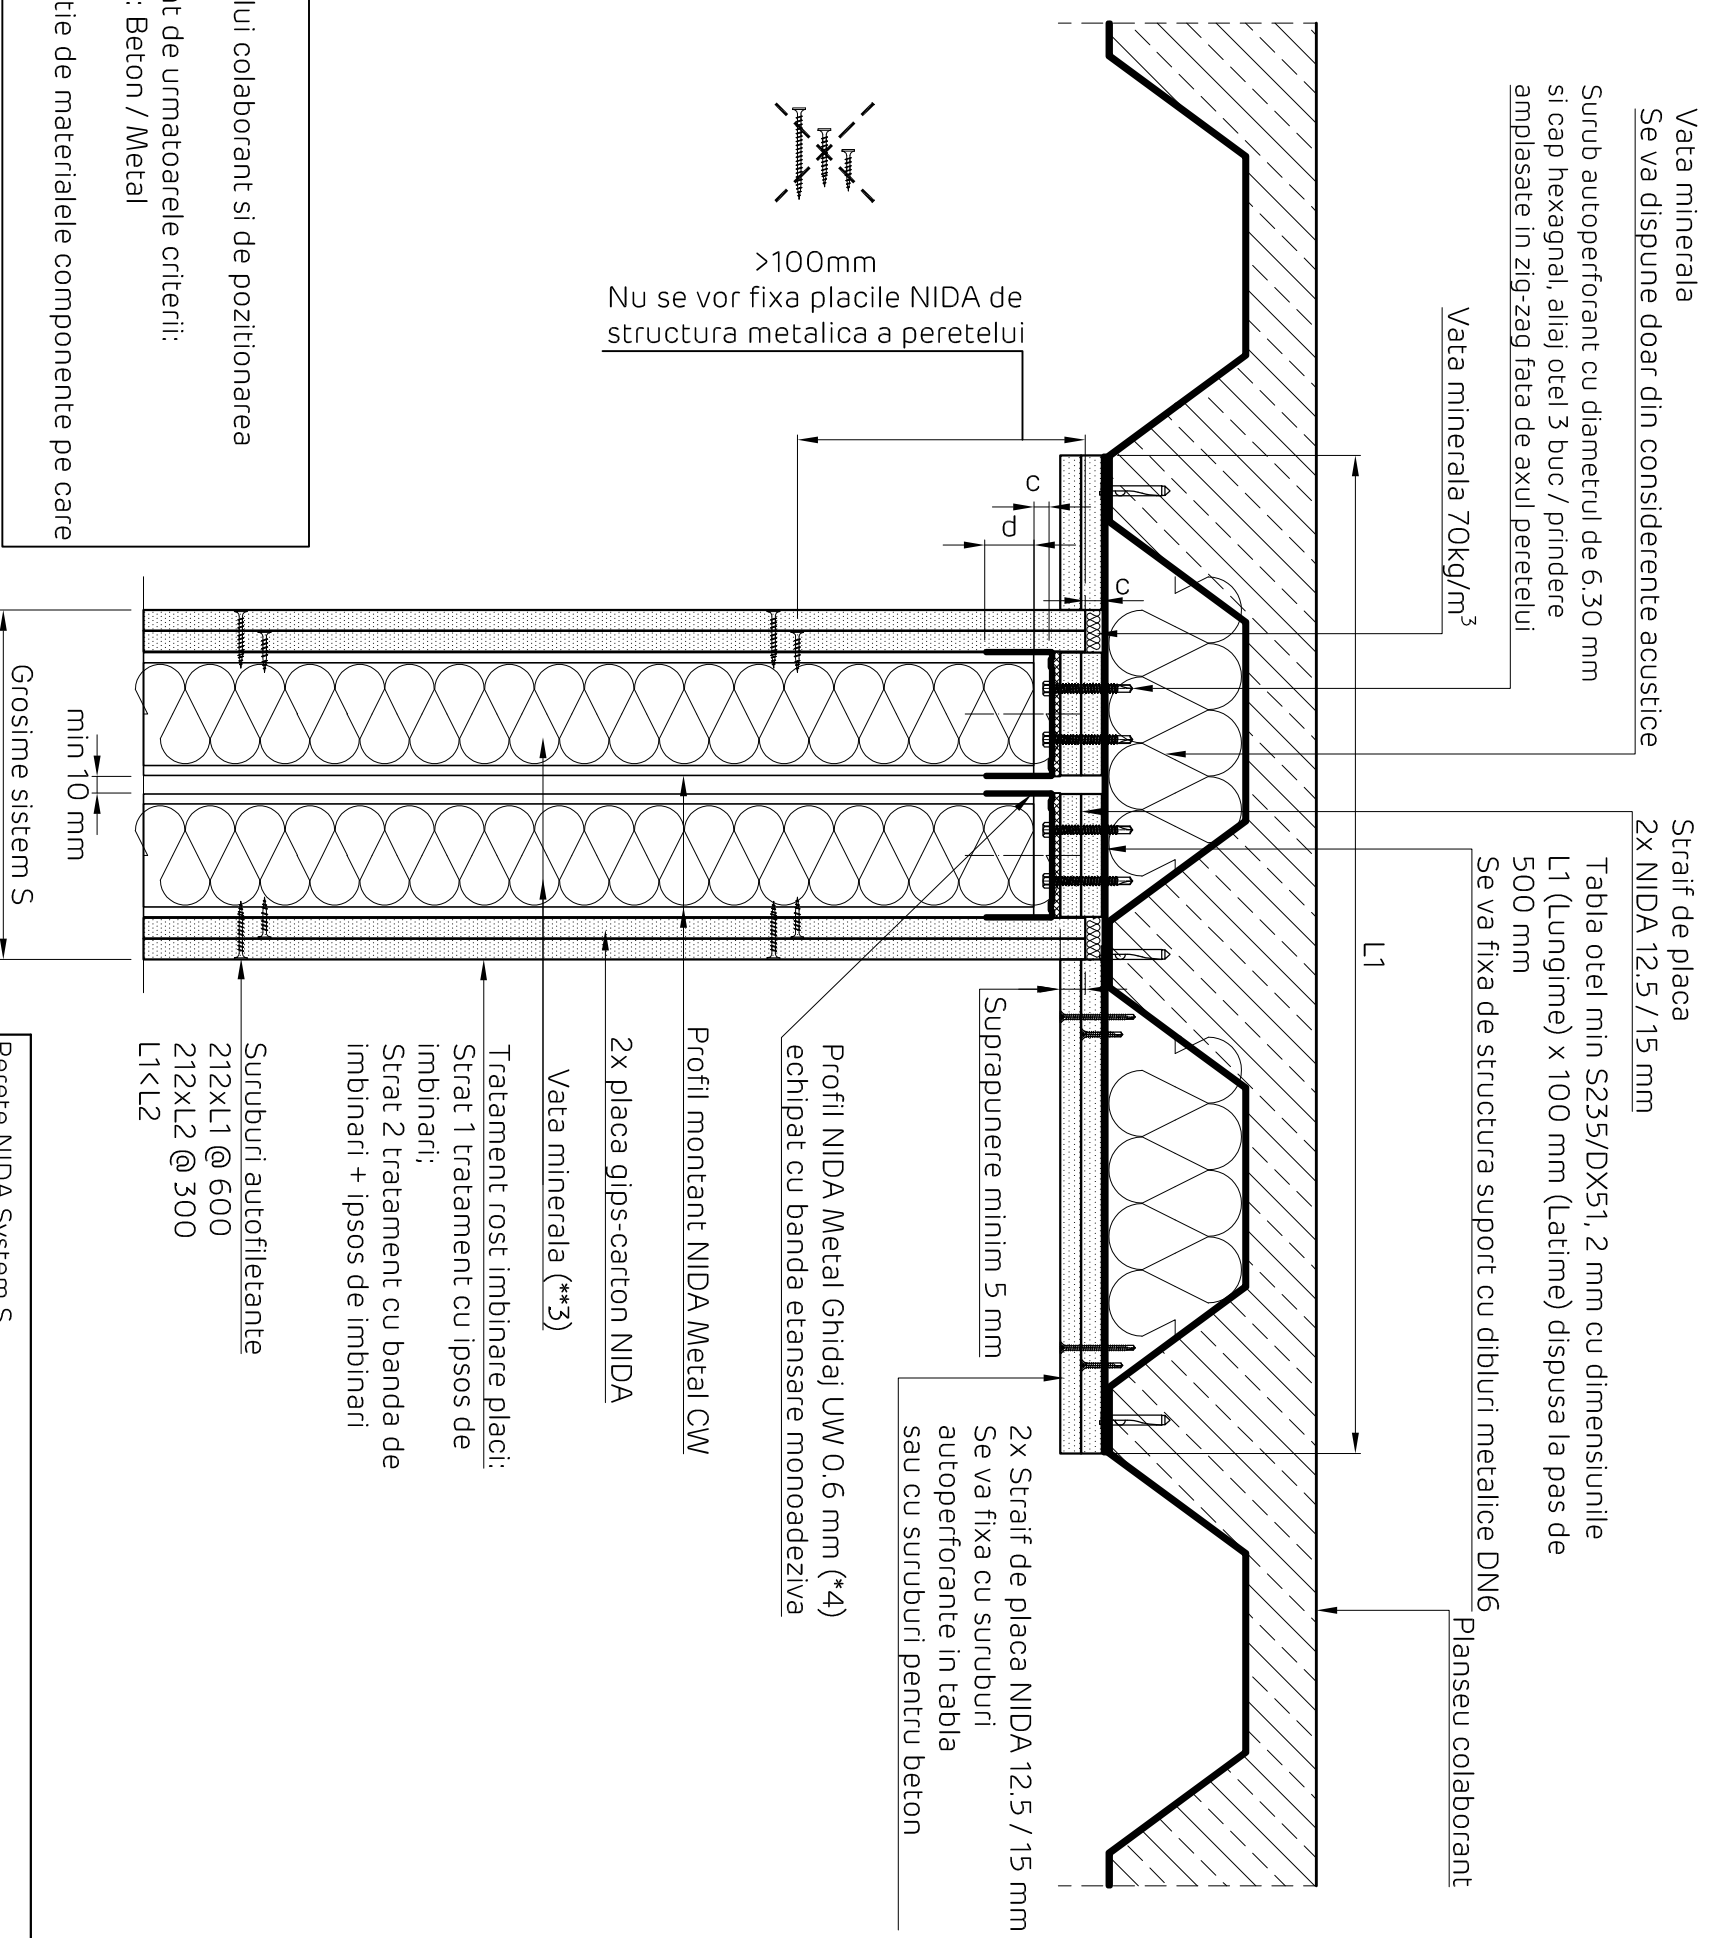 Vata minerala
Se va dispune doar din considerente acustice
Surub autoperforant cu diametrul de 6.30 mm
si cap hexagnal, aliaj otel 3 buc / prindere
amplasate in zig-zag fata de axul peretelui
Vata minerala 70kg/m³
Straif de placa
2x NIDA 12.5 / 15 mm
Tabla otel min S235/DX51, 2 mm cu dimensiunile
L1 (Lungime) x 100 mm (Latime) dispusa la pas de
500 mm
Se va fixa de structura suport cu dibluri metalice DN6
Planseu colaborant
L1
>100mm
Nu se vor fixa placile NIDA de
structura metalica a peretelui
c
d
c
2x Straif de placa NIDA 12.5 / 15 mm
Se va fixa cu suruburi
autoperforante in tabla
sau cu suruburi pentru beton
Suprapunere minim 5 mm
Profil NIDA Metal Ghidaj UW 0.6 mm (*4)
echipat cu banda etansare monoadeziva
Profil montant NIDA Metal CW
2x placa gips-carton NIDA
Vata minerala (**3)
Tratament rost imbinare placi:
Strat 1 tratament cu ipsos de
imbinari;
Strat 2 tratament cu banda de
imbinari + ipsos de imbinari
Suruburi autofiletante
212xL1 @ 600
212xL2 @ 300
L1<L2
min 10 mm
Grosime sistem S
lui colaborant si de pozitionarea
t de urmatoarele criterii:
: Beton / Metal
tie de materialele componente pe care
Perete NIDA System S